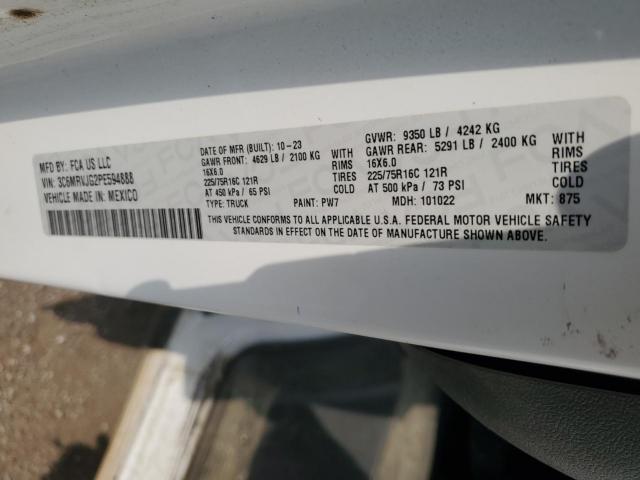 MFD BY: FCA US LLC
VIN: 3C6MRVJG2PE594888
VEHICLE MADE IN: MEXICO
DATE OF MFR (BUILT): 10-23
GAWR FRONT: 4629 LB / 2100 KG WITH
16X6.0 RIMS
225/75R16C 121R TIRES
AT 450 kPa / 65 PSI COLD
TYPE: TRUCK PAINT: PW7
GVWR: 9350 LB / 4242 KG
GAWR REAR: 5291 LB / 2400 KG WITH
16X6.0 RIMS
225/75R16C 121R TIRES
AT 500 kPa / 73 PSI COLD
MDH: 101022 MKT: 875
THIS VEHICLE CONFORMS TO ALL U.S.A. FEDERAL MOTOR VEHICLE SAFETY
STANDARDS IN EFFECT ON THE DATE OF MANUFACTURE SHOWN ABOVE.